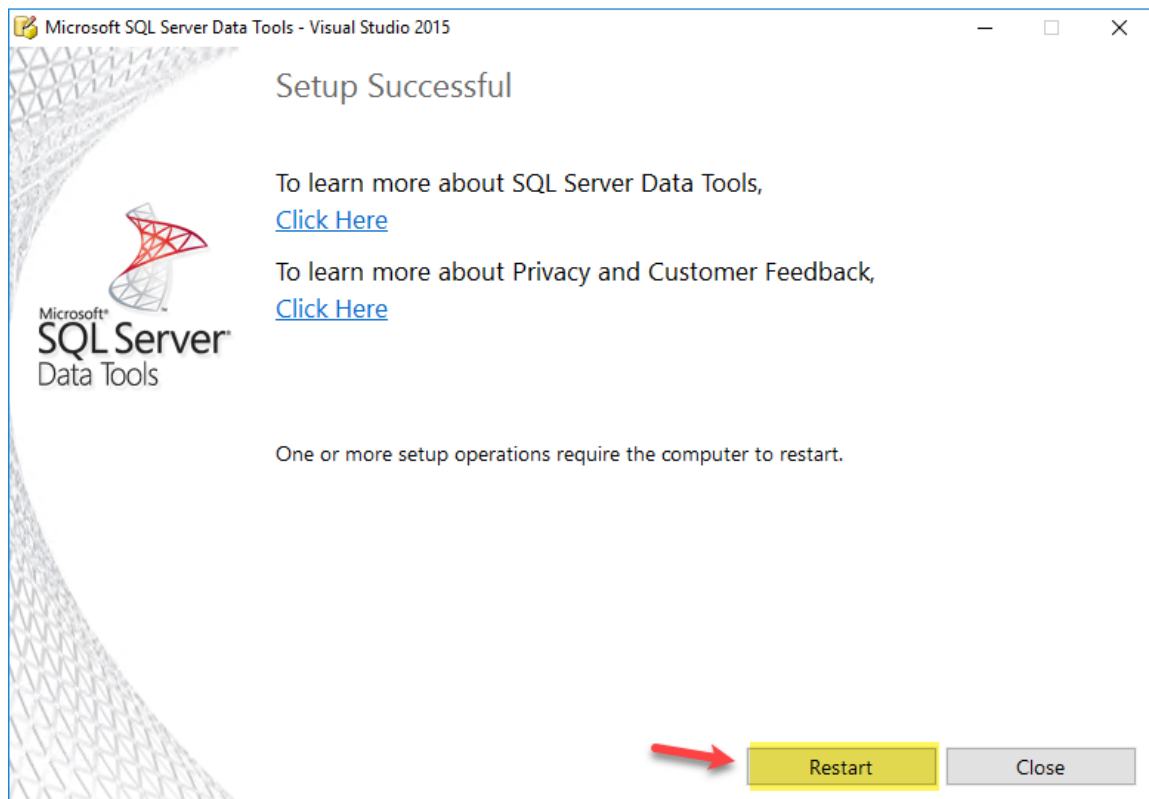 Microsoft SQL Server Data Tools - Visual Studio 2015
Setup Successful
To learn more about SQL Server Data Tools,
Click Here
To learn more about Privacy and Customer Feedback,
Click Here
Microsoft®
SQL Server®
Data Tools
One or more setup operations require the computer to restart.
Restart
Close